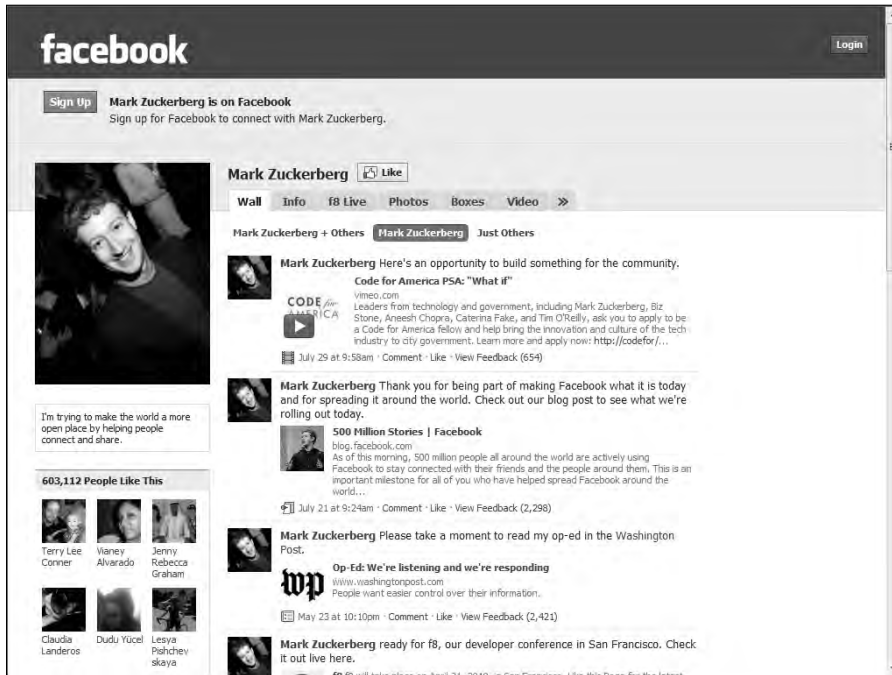 facebook
Login
Sign Up
Mark Zuckerberg is on Facebook
Sign up for Facebook to connect with Mark Zuckerberg.
Mark Zuckerberg Like
Wall Info f8 Live Photos Boxes Video »
Mark Zuckerberg + Others Mark Zuckerberg Just Others
Mark Zuckerberg Here's an opportunity to build something for the community.
CODE for
AMERICA
Code for America PSA: "What if"
vimeo.com
Leaders from technology and government, including Mark Zuckerberg, Biz
Stone, Aneesh Chopra, Caterina Fake, and Tim O'Reilly, ask you to apply to be
a Code for America fellow and help bring the innovation and culture of the tech
industry to city government. Learn more and apply now: http://codefor/...
July 29 at 9:58am · Comment · Like · View Feedback (654)
Mark Zuckerberg Thank you for being part of making Facebook what it is today
and for spreading it around the world. Check out our blog post to see what we're
rolling out today.
500 Million Stories | Facebook
blog.facebook.com
As of this morning, 500 million people all around the world are actively using
Facebook to stay connected with their friends and the people around them. This is an
important milestone for all of you who have helped spread Facebook around the
world...
July 21 at 9:24am · Comment · Like · View Feedback (2,298)
Mark Zuckerberg Please take a moment to read my op-ed in the Washington
Post.
wp
Op-Ed: We're listening and we're responding
www.washingtonpost.com
People want easier control over their information.
May 23 at 10:10pm · Comment · Like · View Feedback (2,421)
Mark Zuckerberg ready for f8, our developer conference in San Francisco. Check
it out live here.
I'm trying to make the world a more
open place by helping people
connect and share.
603,112 People Like This
Terry Lee
Conner
Vianey
Alvarado
Jenny
Rebecca
Graham
Claudia
Landeros
Dudu Yücel
Lesya
Pishchev
skaya